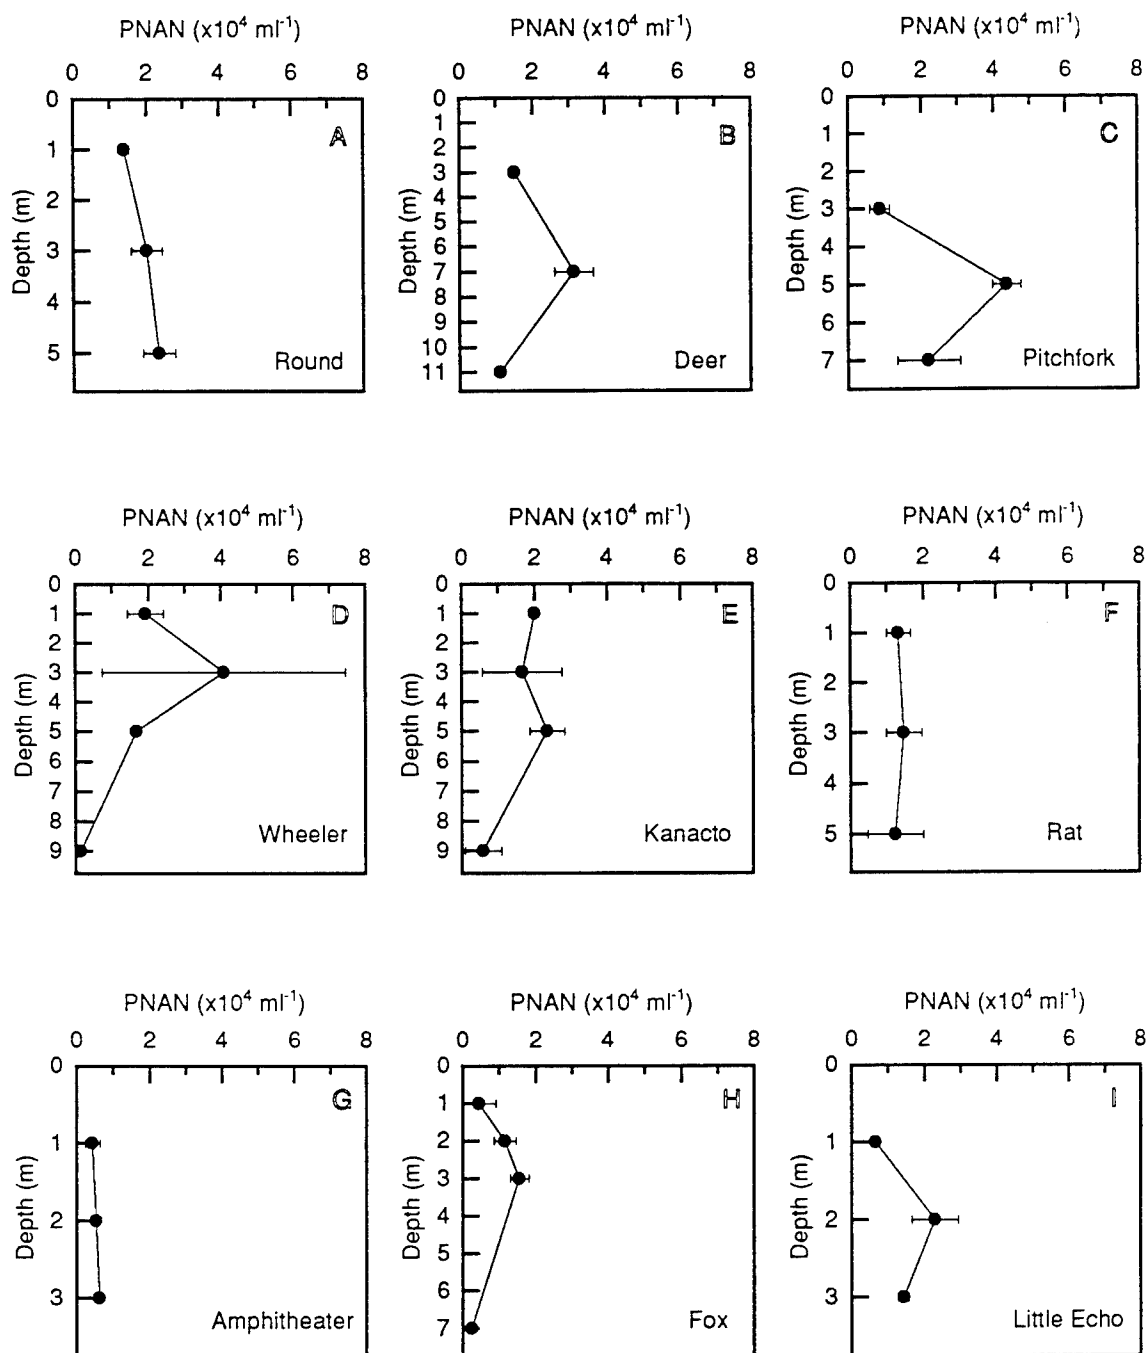 PNAN (x10⁴ ml⁻¹) PNAN (x10⁴ ml⁻¹) PNAN (x10⁴ ml⁻¹)
0 2 4 6 8 0 2 4 6 8 0 2 4 6 8
Depth (m)
0
1
2
3
4
5
A
Round
Depth (m)
0
1
2
3
4
5
6
7
8
9
10
11
B
Deer
Depth (m)
0
1
2
3
4
5
6
7
C
Pitchfork
PNAN (x10⁴ ml⁻¹) PNAN (x10⁴ ml⁻¹) PNAN (x10⁴ ml⁻¹)
0 2 4 6 8 0 2 4 6 8 0 2 4 6 8
Depth (m)
0
1
2
3
4
5
6
7
8
9
D
Wheeler
Depth (m)
0
1
2
3
4
5
6
7
8
9
E
Kanacto
Depth (m)
0
1
2
3
4
5
F
Rat
PNAN (x10⁴ ml⁻¹) PNAN (x10⁴ ml⁻¹) PNAN (x10⁴ ml⁻¹)
0 2 4 6 8 0 2 4 6 8 0 2 4 6 8
Depth (m)
0
1
2
3
G
Amphitheater
Depth (m)
0
1
2
3
4
5
6
7
H
Fox
Depth (m)
0
1
2
3
I
Little Echo